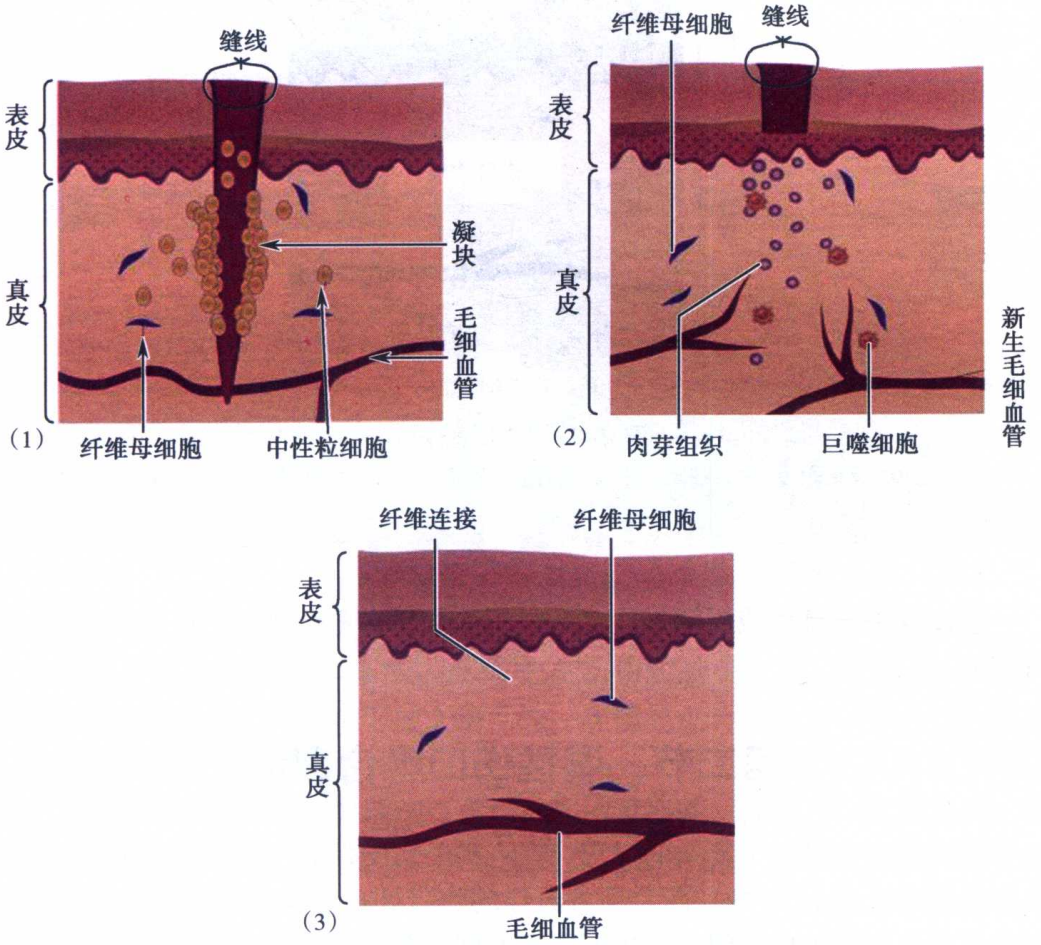 缝线
表皮
真皮
凝块
毛细血管
(1)
纤维母细胞
中性粒细胞
纤维母细胞
缝线
表皮
真皮
新生毛细血管
(2)
肉芽组织
巨噬细胞
纤维连接
纤维母细胞
表皮
真皮
(3)
毛细血管